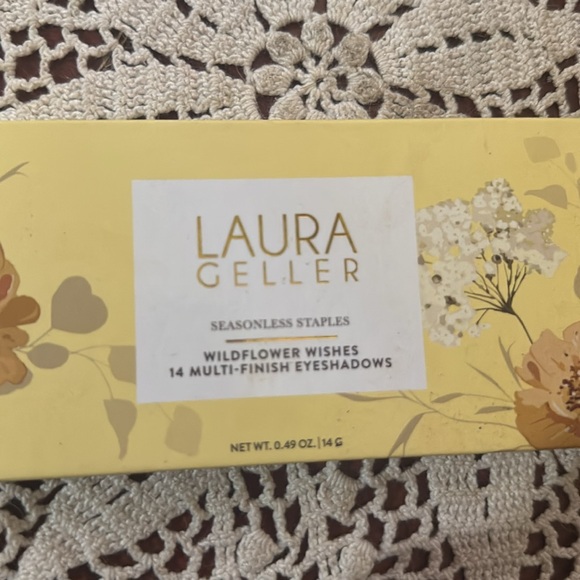 LAURA
GELLER
SEASONLESS STAPLES
WILDFLOWER WISHES
14 MULTI-FINISH EYESHADOWS
NET WT. 0.49 OZ. | 14 G